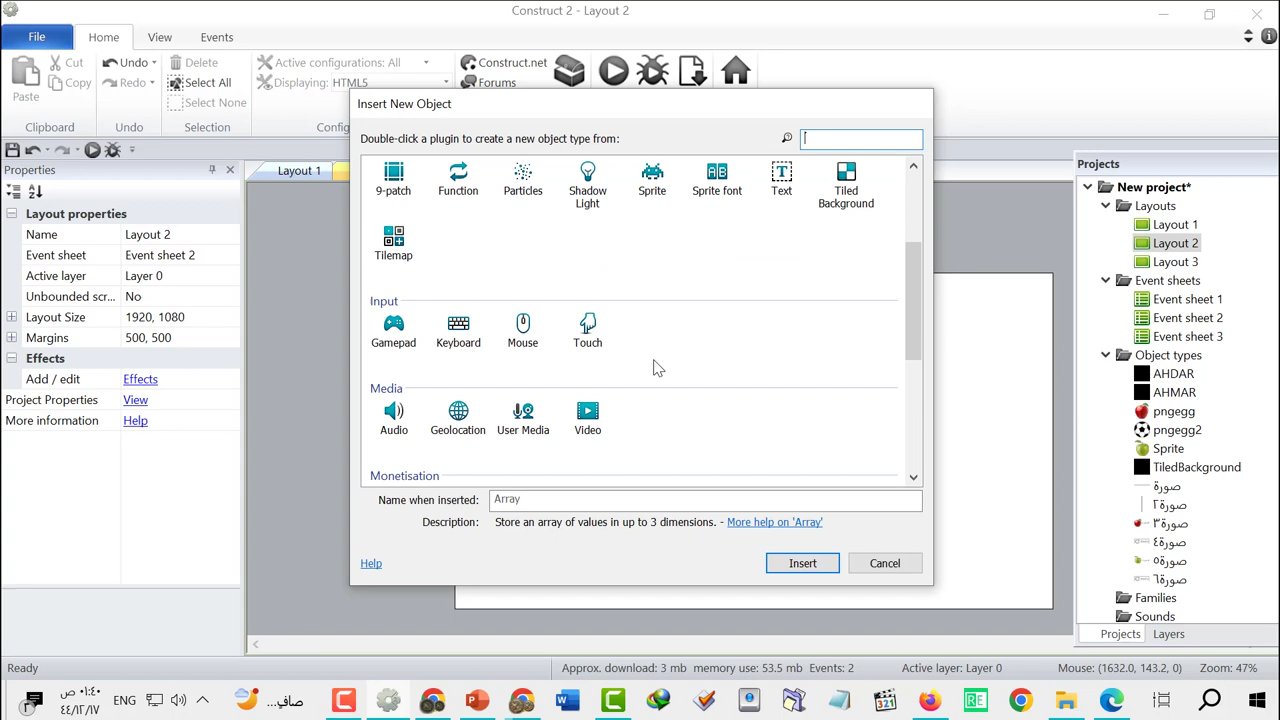 Construct 2 - Layout 2
File Home View Events
Cut Undo Delete Active configurations: All Construct.net
Paste Copy Redo Select All Displaying: HTML5 Forums
Select None
Clipboard Undo Selection Config
Properties
Layout properties
Name Layout 2
Event sheet Event sheet 2
Active layer Layer 0
Unbounded scr... No
Layout Size 1920, 1080
Margins 500, 500
Effects
Add / edit Effects
Project Properties View
More information Help
Layout 1
Insert New Object
Double-click a plugin to create a new object type from:
9-patch Function Particles Shadow Light Sprite Sprite font Text Tiled Background
Tilemap
Input
Gamepad Keyboard Mouse Touch
Media
Audio Geolocation User Media Video
Monetisation
Name when inserted: Array
Description: Store an array of values in up to 3 dimensions. - More help on 'Array'
Help Insert Cancel
Projects
New project*
Layouts
Layout 1
Layout 2
Layout 3
Event sheets
Event sheet 1
Event sheet 2
Event sheet 3
Object types
AHDAR
AHMAR
pngegg
pngegg2
Sprite
TiledBackground
صورة
صورة٢
صورة٣
صورة٤
صورة٥
صورة٦
Families
Sounds
Projects Layers
Ready Approx. download: 3 mb memory use: 53.5 mb Events: 2 Active layer: Layer 0 Mouse: (1632.0, 143.2, 0) Zoom: 47%
٠١:٤٠ ص
٤٤/١٢/١٧
ENG
صاف